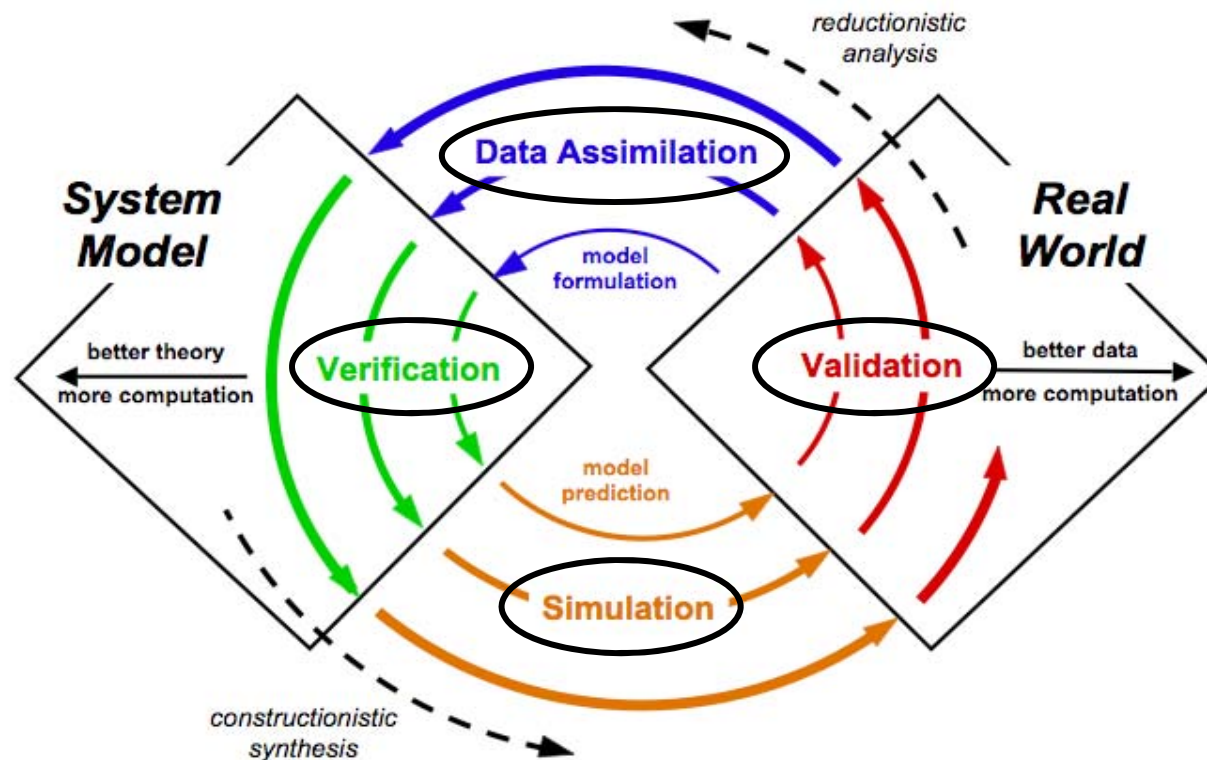 reductionistic
analysis
Data Assimilation
System
Model
Real
World
model
formulation
better theory
more computation
Verification
Validation
better data
more computation
model
prediction
Simulation
constructionistic
synthesis